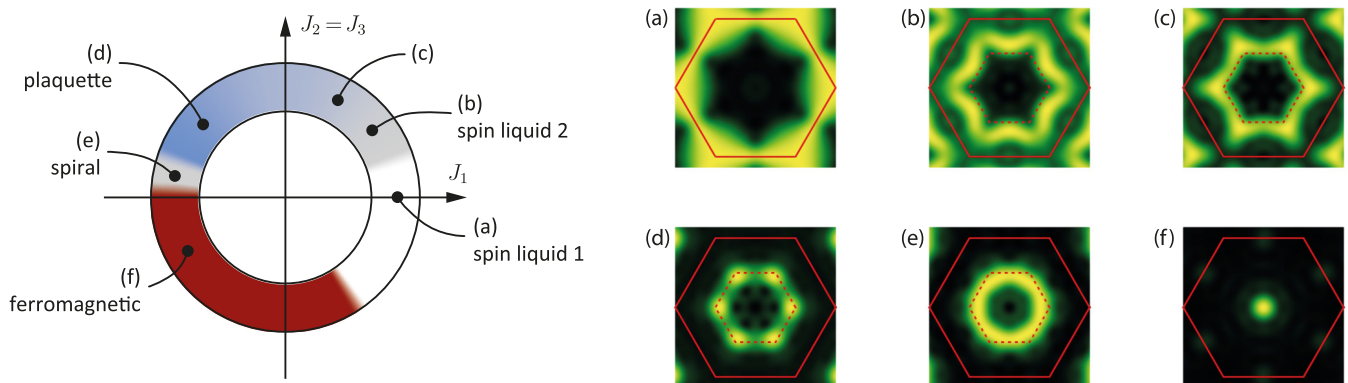 J₂ = J₃
(d)
plaquette
(c)
(b)
spin liquid 2
(e)
spiral
J₁
(a)
spin liquid 1
(f)
ferromagnetic
(a)
(b)
(c)
(d)
(e)
(f)